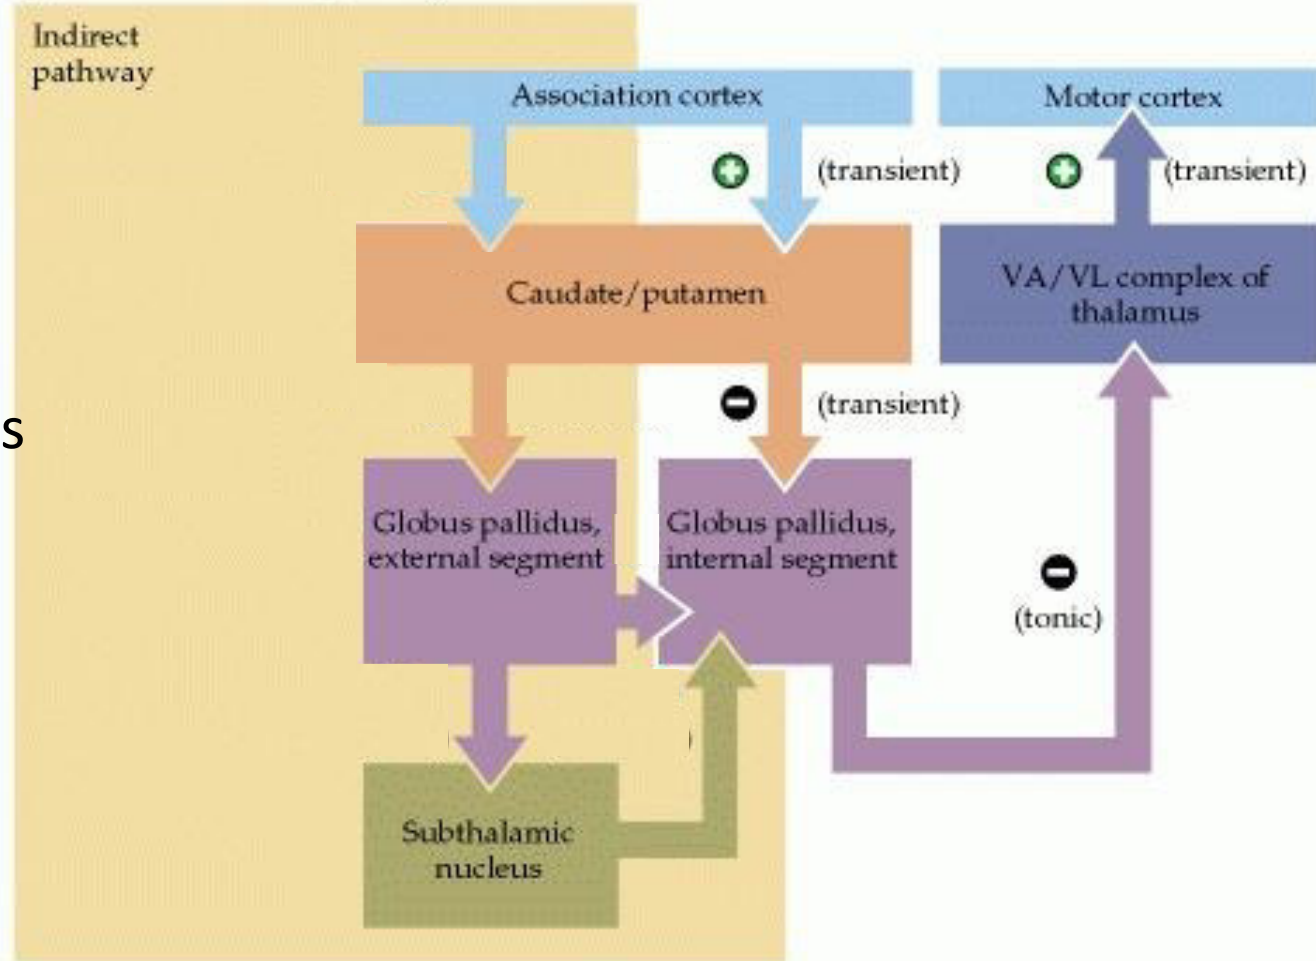 Indirect
pathway
Association cortex
Motor cortex
(transient)
(transient)
Caudate/putamen
VA/VL complex of
thalamus
(transient)
s
Globus pallidus,
external segment
Globus pallidus,
internal segment
(tonic)
Subthalamic
nucleus